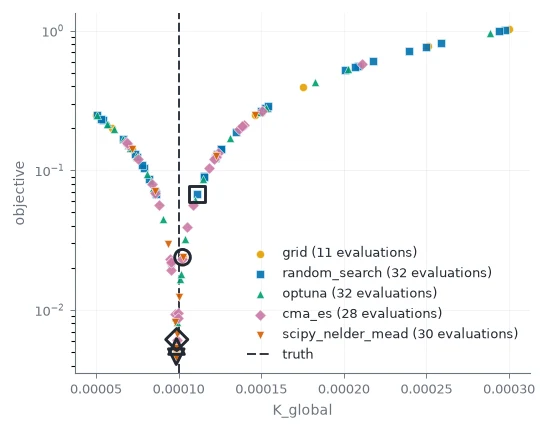 10⁰
10⁻¹
10⁻²
objective
grid (11 evaluations)
random_search (32 evaluations)
optuna (32 evaluations)
cma_es (28 evaluations)
scipy_nelder_mead (30 evaluations)
truth
0.00005 0.00010 0.00015 0.00020 0.00025 0.00030
K_global